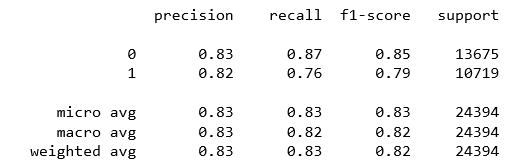 precision recall f1-score support
0 0.83 0.87 0.85 13675
1 0.82 0.76 0.79 10719
micro avg 0.83 0.83 0.83 24394
macro avg 0.83 0.82 0.82 24394
weighted avg 0.83 0.83 0.82 24394